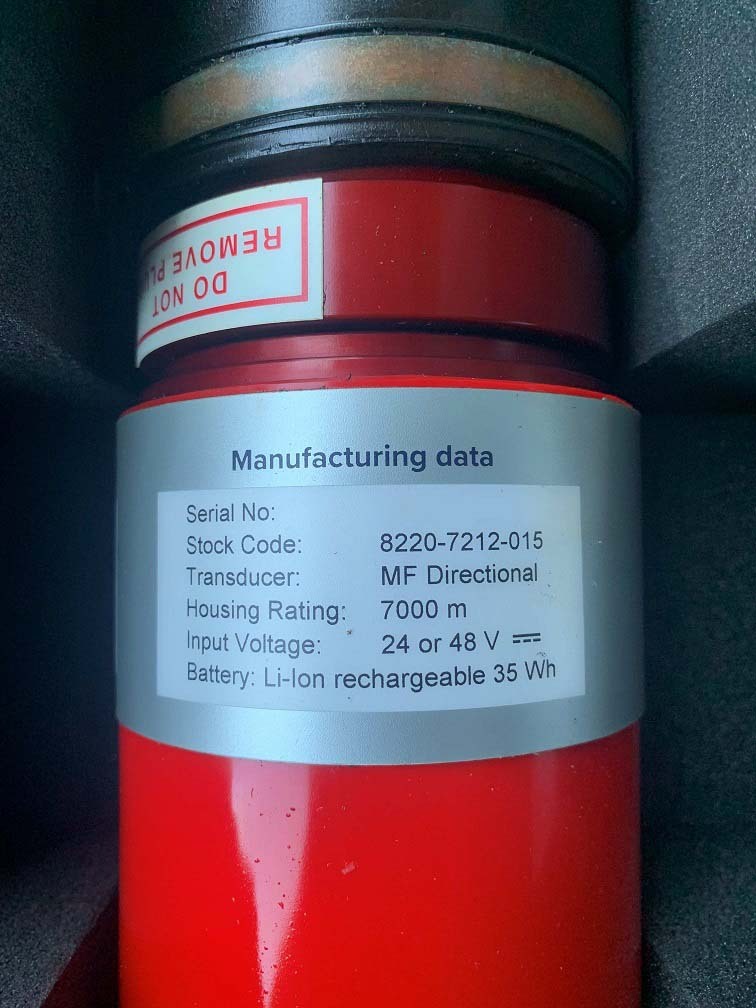 DO NOT
REMOVE
Manufacturing data
Serial No:
Stock Code: 8220-7212-015
Transducer: MF Directional
Housing Rating: 7000 m
Input Voltage: 24 or 48 V ⎓
Battery: Li-Ion rechargeable 35 Wh